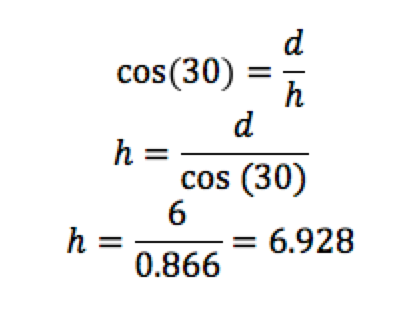 cos(30) = d/h
h = d/cos (30)
h = 6/0.866 = 6.928